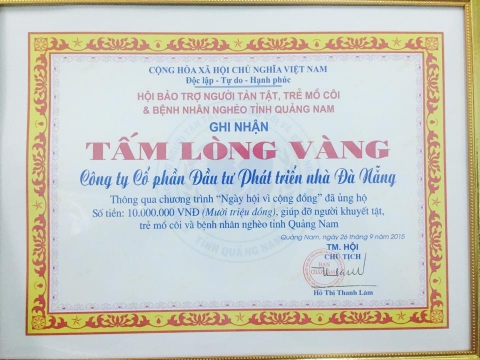 CỘNG HÒA XÃ HỘI CHỦ NGHĨA VIỆT NAM
Độc lập - Tự do - Hạnh phúc
HỘI BẢO TRỢ NGƯỜI TÀN TẬT, TRẺ MỒ CÔI
& BỆNH NHÂN NGHÈO TỈNH QUẢNG NAM
GHI NHẬN
TẤM LÒNG VÀNG
Công ty Cổ phần Đầu tư Phát triển nhà Đà Nẵng
Thông qua chương trình "Ngày hội vì cộng đồng" đã ủng hộ
Số tiền: 10.000.000 VNĐ (Mười triệu đồng), giúp đỡ người khuyết tật,
trẻ mồ côi và bệnh nhân nghèo tỉnh Quảng Nam
Quảng Nam, ngày 26 tháng 9 năm 2015
TM. HỘI
CHỦ TỊCH
Hồ Thị Thanh Lâm